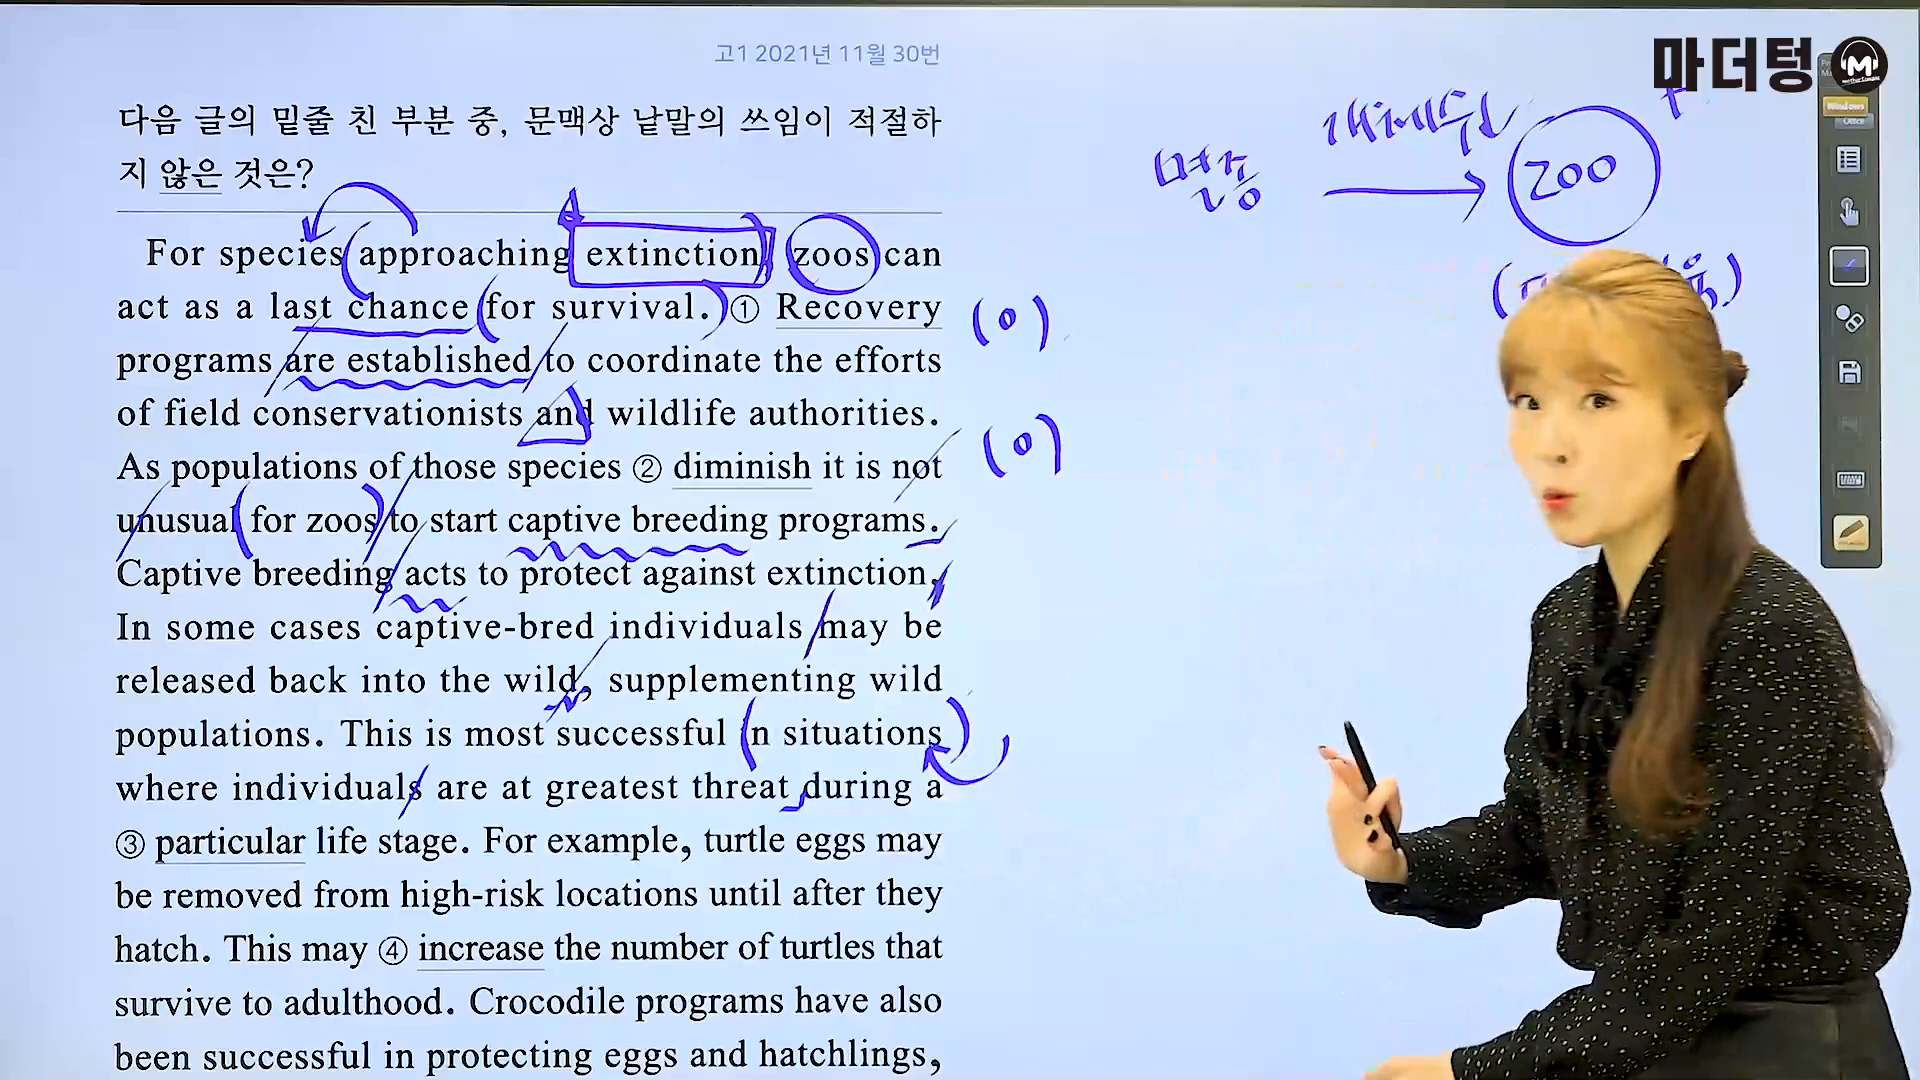 고1 2021년 11월 30번
마더텅
다음 글의 밑줄 친 부분 중, 문맥상 낱말의 쓰임이 적절하
지 않은 것은?
For species approaching extinction, zoos can
act as a last chance for survival. ① Recovery
programs are established to coordinate the efforts
of field conservationists and wildlife authorities.
As populations of those species ② diminish it is not
unusual for zoos to start captive breeding programs.
Captive breeding acts to protect against extinction.
In some cases captive-bred individuals may be
released back into the wild, supplementing wild
populations. This is most successful in situations
where individuals are at greatest threat during a
③ particular life stage. For example, turtle eggs may
be removed from high-risk locations until after they
hatch. This may ④ increase the number of turtles that
survive to adulthood. Crocodile programs have also
been successful in protecting eggs and hatchlings,
개체수
멸종
zoo
(o)
(o)
Windows